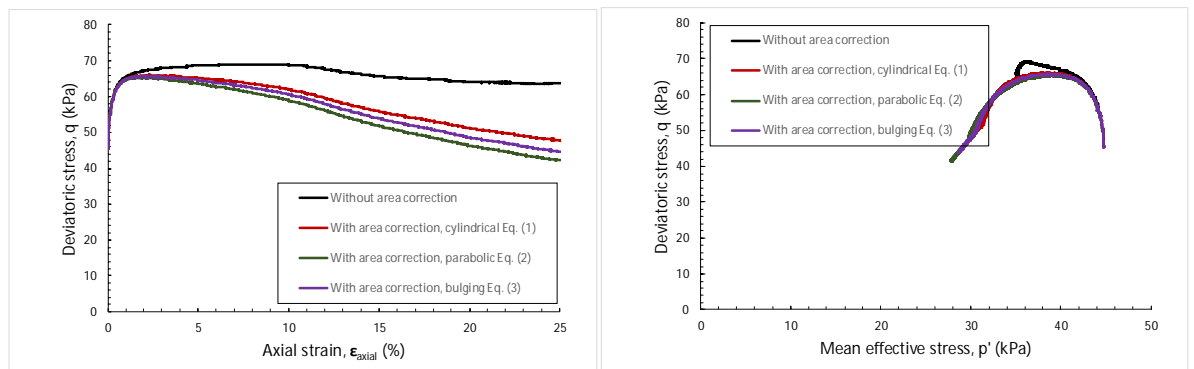 80
70
60
50
40
30
20
10
0
Deviatoric stress, q (kPa)
Without area correction
With area correction, cylindrical Eq. (1)
With area correction, parabolic Eq. (2)
With area correction, bulging Eq. (3)
0 5 10 15 20 25
Axial strain, εaxial (%)
80
70
60
50
40
30
20
10
0
Deviatoric stress, q (kPa)
Without area correction
With area correction, cylindrical Eq. (1)
With area correction, parabolic Eq. (2)
With area correction, bulging Eq. (3)
0 10 20 30 40 50
Mean effective stress, p' (kPa)